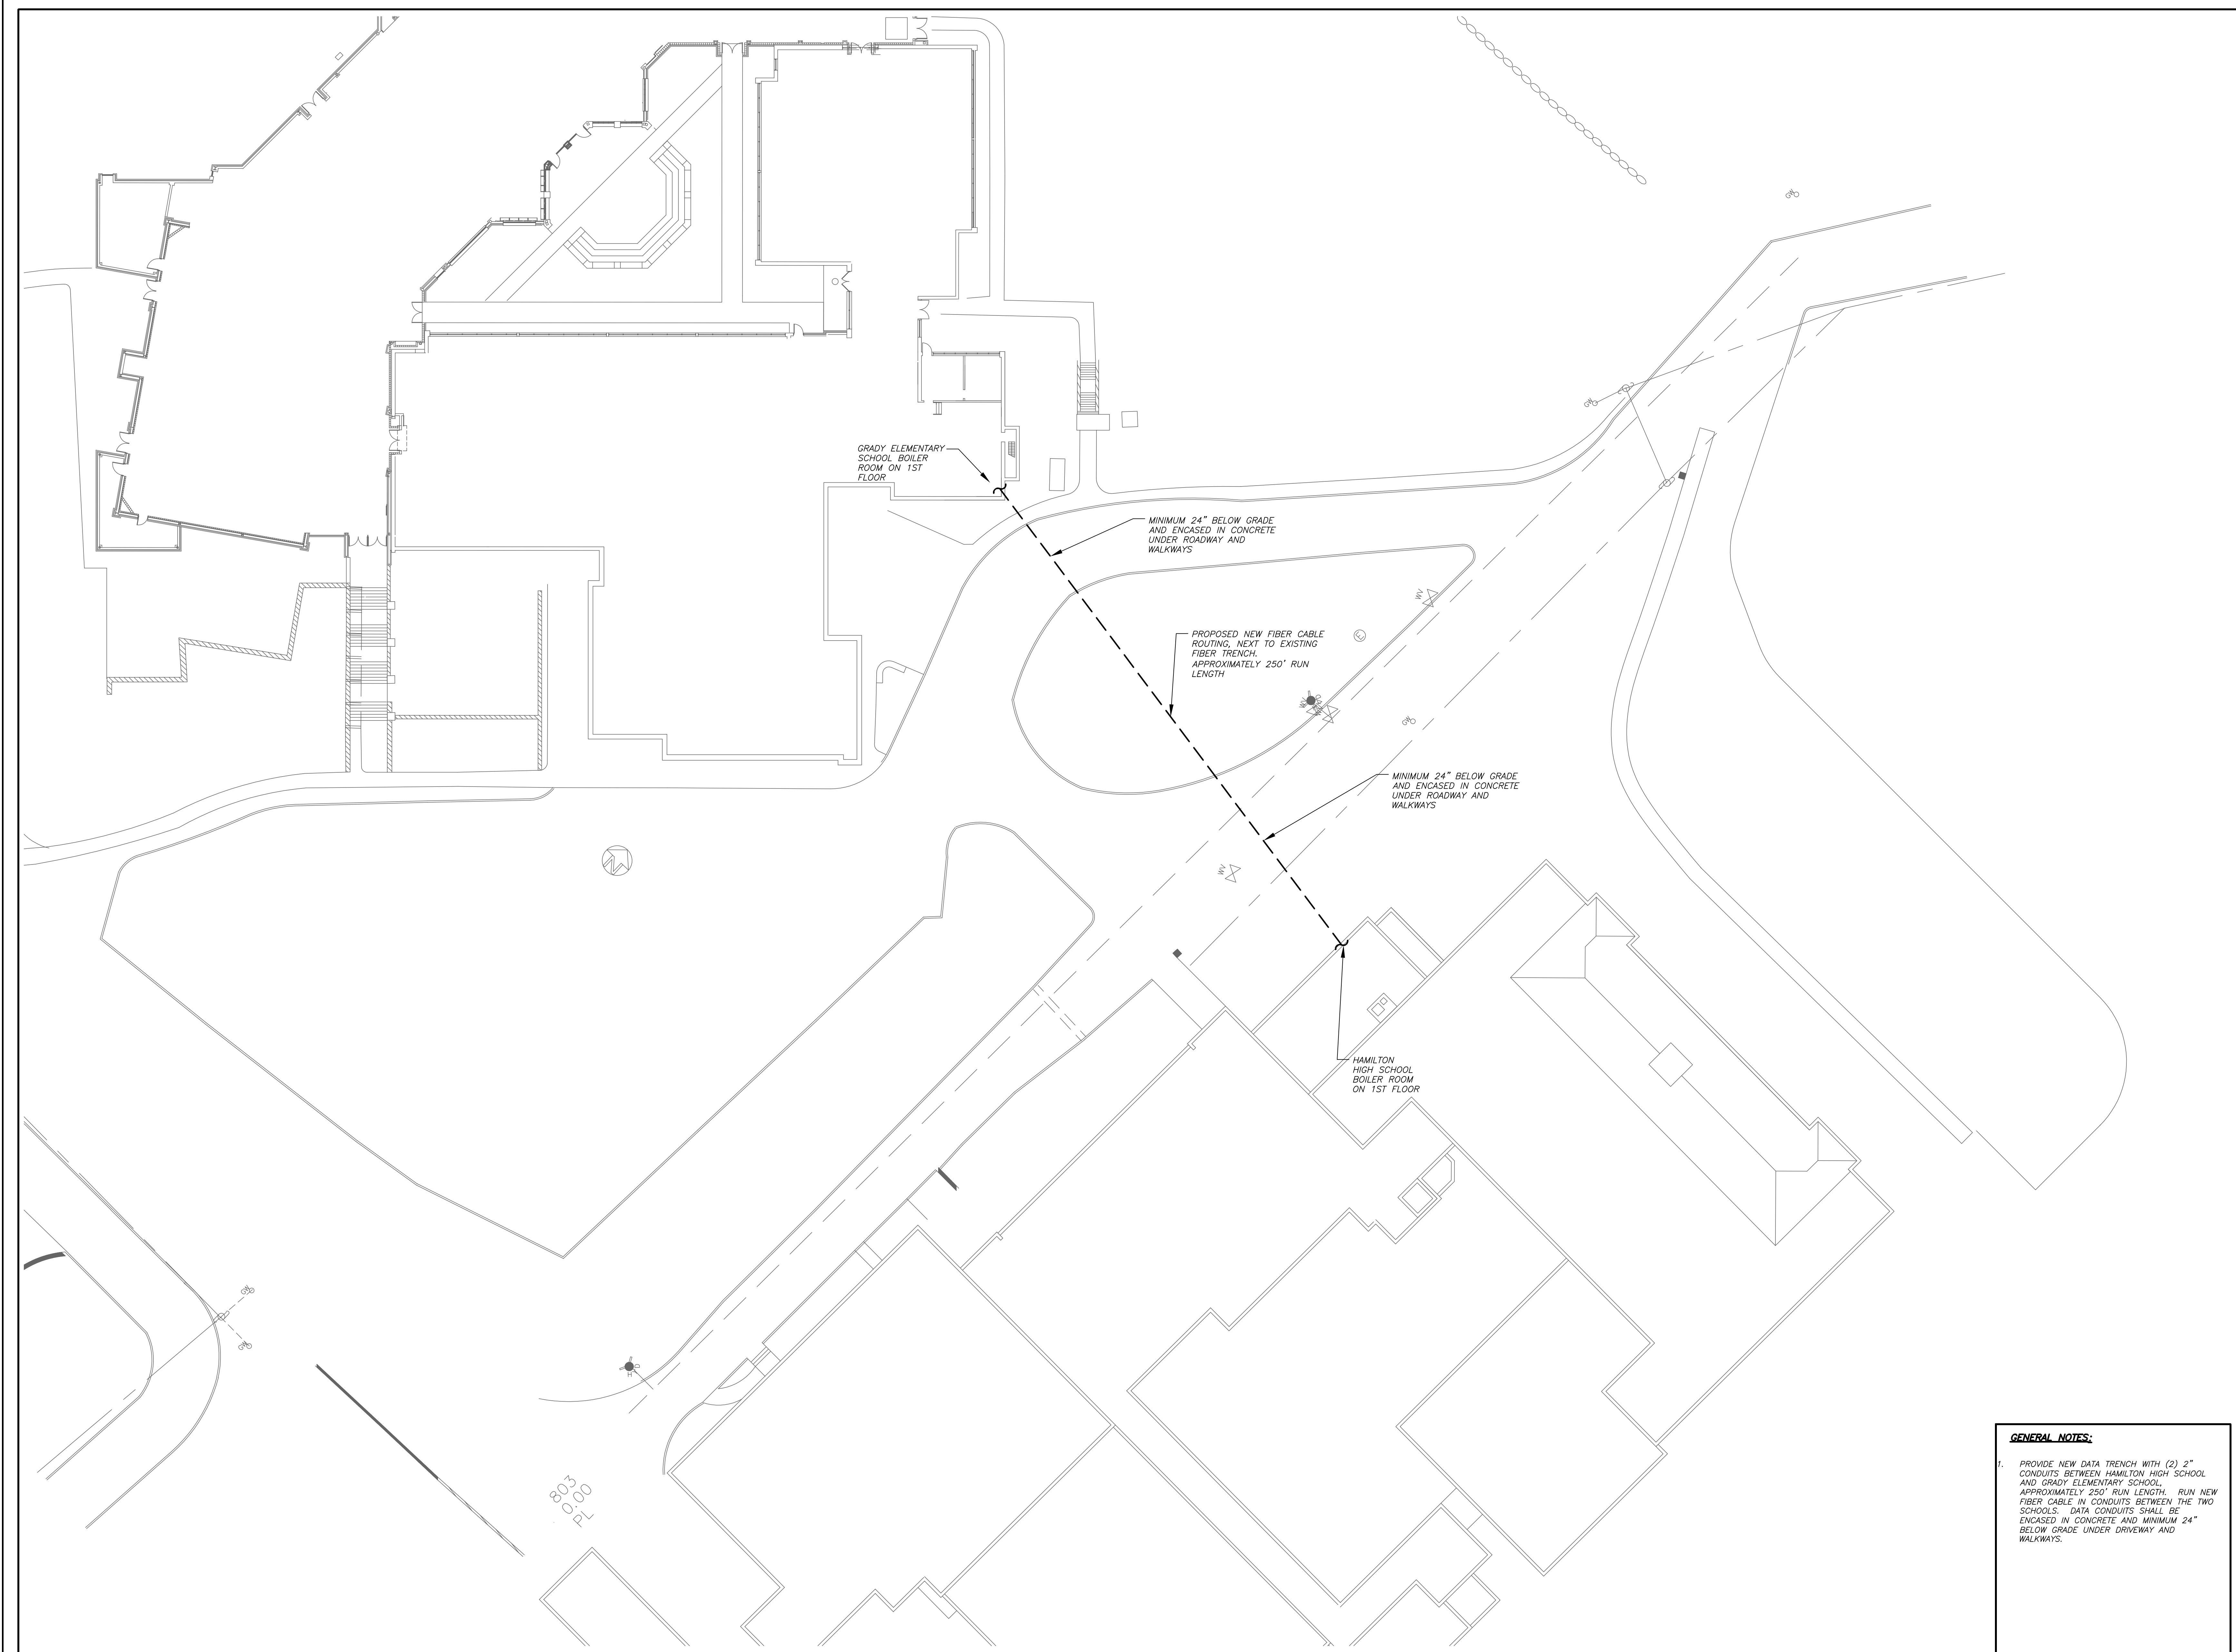 GRADY ELEMENTARY
SCHOOL BOILER
ROOM ON 1ST
FLOOR
MINIMUM 24" BELOW GRADE
AND ENCASED IN CONCRETE
UNDER ROADWAY AND
WALKWAYS
PROPOSED NEW FIBER CABLE
ROUTING, NEXT TO EXISTING
FIBER TRENCH.
APPROXIMATELY 250' RUN
LENGTH
MINIMUM 24" BELOW GRADE
AND ENCASED IN CONCRETE
UNDER ROADWAY AND
WALKWAYS
HAMILTON
HIGH SCHOOL
BOILER ROOM
ON 1ST FLOOR
WV
E
WV
803
0:00
PL
GENERAL NOTES:
1. PROVIDE NEW DATA TRENCH WITH (2) 2"
CONDUITS BETWEEN HAMILTON HIGH SCHOOL
AND GRADY ELEMENTARY SCHOOL,
APPROXIMATELY 250' RUN LENGTH. RUN NEW
FIBER CABLE IN CONDUITS BETWEEN THE TWO
SCHOOLS. DATA CONDUITS SHALL BE
ENCASED IN CONCRETE AND MINIMUM 24"
BELOW GRADE UNDER DRIVEWAY AND
WALKWAYS.